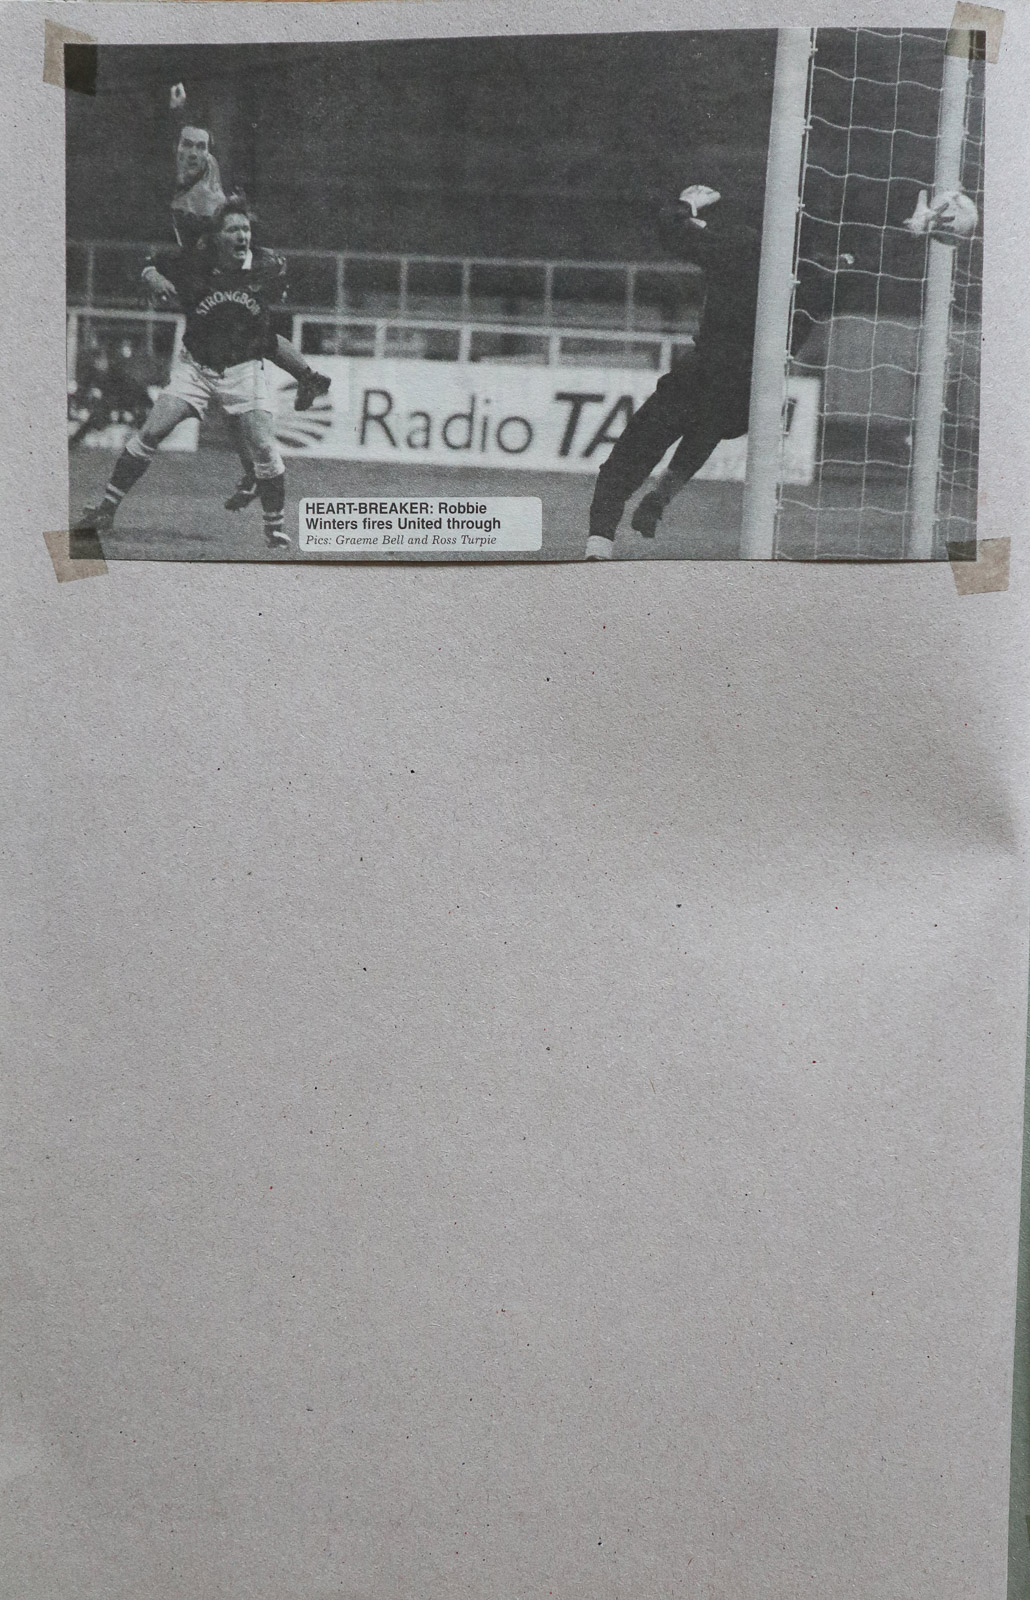 STRONGBOW
Radio TA
HEART-BREAKER: Robbie
Winters fires United through
Pics: Graeme Bell and Ross Turpie